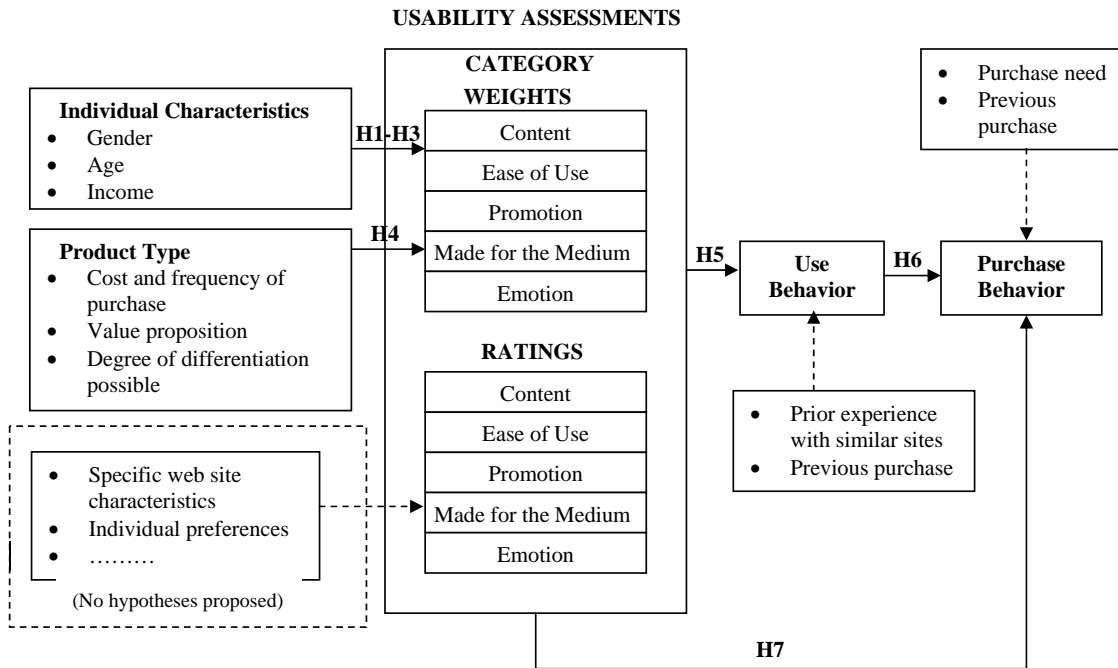 USABILITY ASSESSMENTS
Individual Characteristics
• Gender
• Age
• Income
H1-H3
Product Type
• Cost and frequency of
purchase
• Value proposition
• Degree of differentiation
possible
H4
• Specific web site
characteristics
• Individual preferences
• ………
(No hypotheses proposed)
CATEGORY
WEIGHTS
Content
Ease of Use
Promotion
Made for the Medium
Emotion
RATINGS
Content
Ease of Use
Promotion
Made for the Medium
Emotion
H5
Use
Behavior
• Prior experience
with similar sites
• Previous purchase
H6
• Purchase need
• Previous
purchase
Purchase
Behavior
H7